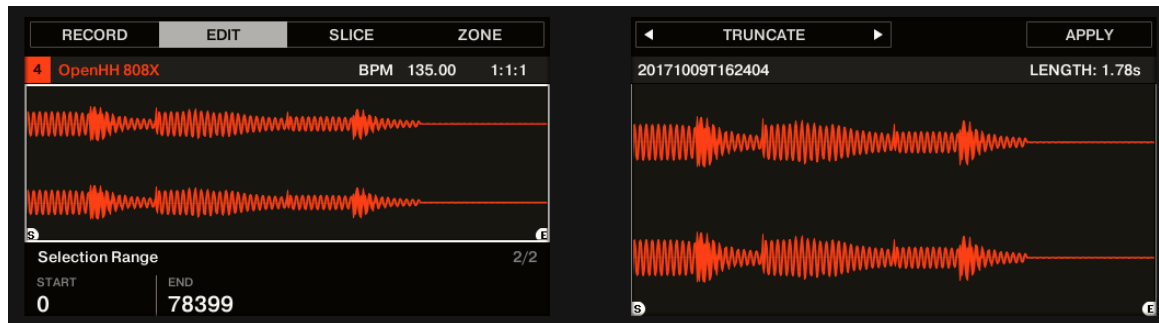 RECORD EDIT SLICE ZONE
4 OpenHH 808X BPM 135.00 1:1:1
S E
Selection Range 2/2
START END
0 78399
TRUNCATE APPLY
20171009T162404 LENGTH: 1.78s
S E